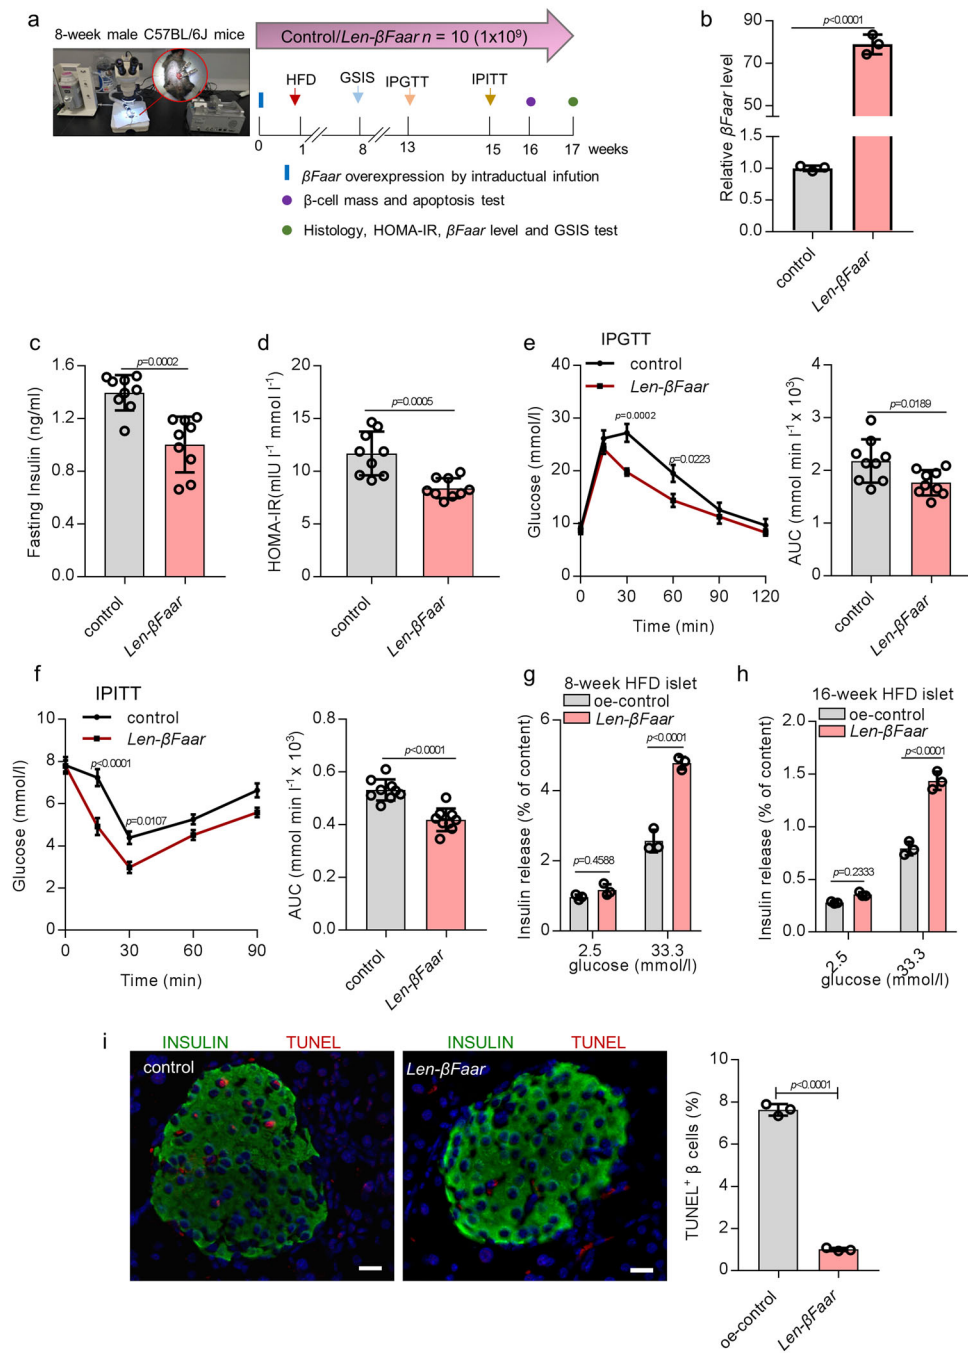 a
8-week male C57BL/6J mice
Control/Len-βFaar n = 10 (1x10⁹)
HFD
GSIS
IPGTT
IPITT
0
1
8
13
15
16
17
weeks
βFaar overexpression by intraductual infution
β-cell mass and apoptosis test
Histology, HOMA-IR, βFaar level and GSIS test
b
p<0.0001
Relative βFaar level
90
70
50
30
1.5
1.0
0.5
0.0
control
Len-βFaar
c
p=0.0002
Fasting Insulin (ng/ml)
1.6
1.2
0.8
0.4
0.0
control
Len-βFaar
d
p=0.0005
HOMA-IR(mIU l⁻¹ mmol l⁻¹)
15
20
10
5
0
control
Len-βFaar
e
IPGTT
control
Len-βFaar
p=0.0002
p=0.0223
Glucose (mmol/l)
40
30
20
10
0
0
30
60
90
120
Time (min)
p=0.0189
AUC (mmol min l⁻¹ x 10³)
4
3
2
1
0
control
Len-βFaar
f
IPITT
control
Len-βFaar
p<0.0001
p=0.0107
Glucose (mmol/l)
10
8
6
4
2
0
0
30
60
90
Time (min)
p<0.0001
AUC (mmol min l⁻¹ x 10³)
0.8
0.6
0.4
0.2
0.0
control
Len-βFaar
g
8-week HFD islet
oe-control
Len-βFaar
p<0.0001
p=0.4588
Insulin release (% of content)
6
4
2
0
2.5
33.3
glucose (mmol/l)
h
16-week HFD islet
oe-control
Len-βFaar
p<0.0001
p=0.2333
Insulin release (% of content)
2.0
1.5
1.0
0.5
0.0
2.5
33.3
glucose (mmol/l)
i
INSULIN
TUNEL
control
INSULIN
TUNEL
Len-βFaar
p<0.0001
TUNEL⁺ β cells (%)
10
8
6
4
2
0
oe-control
Len-βFaar